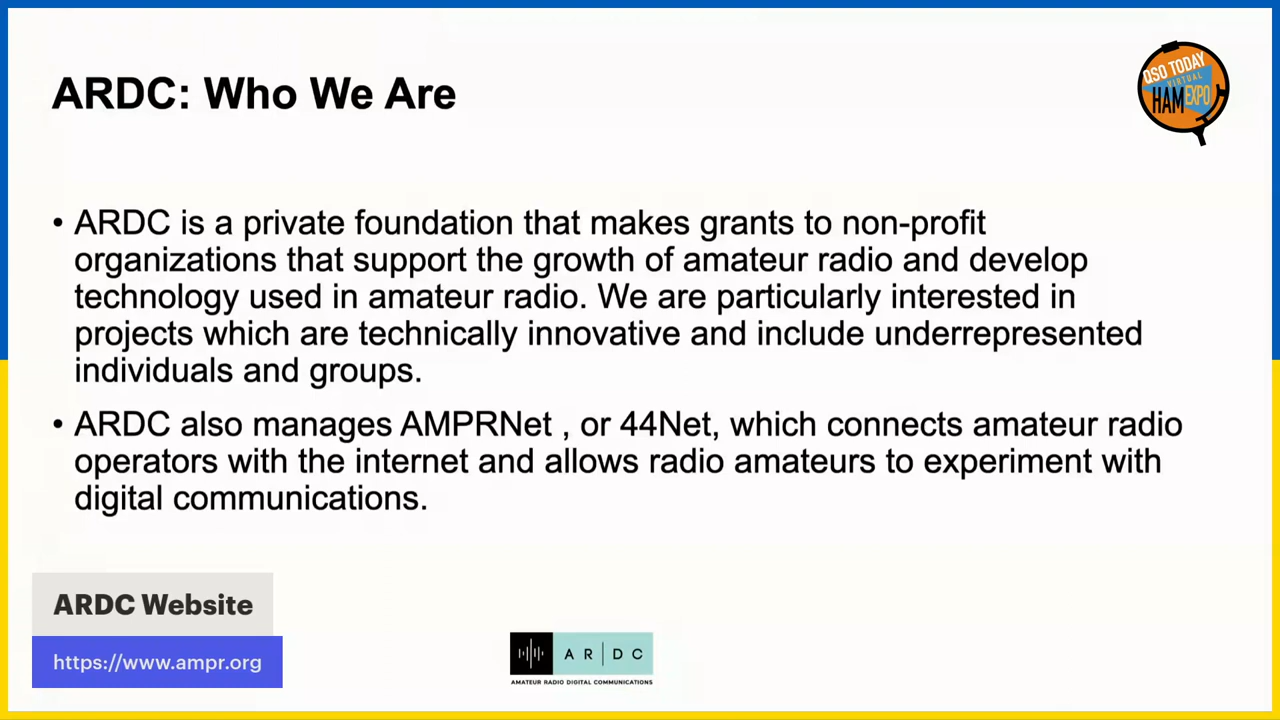 ARDC: Who We Are
QSO TODAY
VIRTUAL
HAM EXPO
• ARDC is a private foundation that makes grants to non-profit
organizations that support the growth of amateur radio and develop
technology used in amateur radio. We are particularly interested in
projects which are technically innovative and include underrepresented
individuals and groups.
• ARDC also manages AMPRNet , or 44Net, which connects amateur radio
operators with the internet and allows radio amateurs to experiment with
digital communications.
ARDC Website
https://www.ampr.org
AR|DC
AMATEUR RADIO DIGITAL COMMUNICATIONS